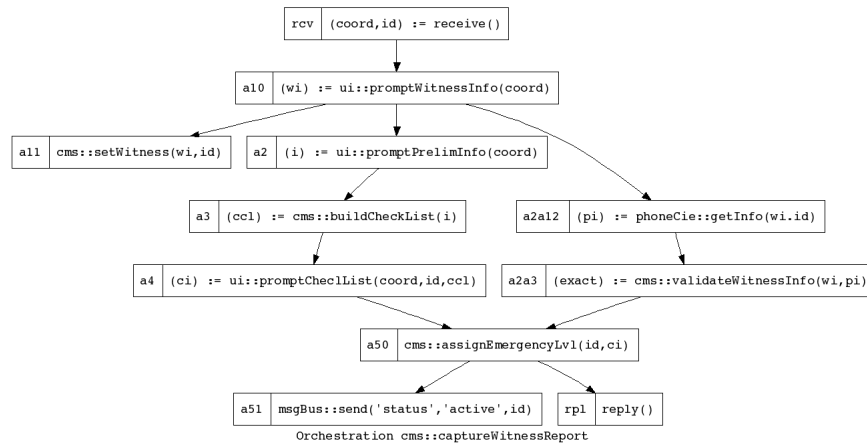 rcv (coord,id) := receive()
a10 (wi) := ui::promptWitnessInfo(coord)
a11 cms::setWitness(wi,id)
a2 (i) := ui::promptPrelimInfo(coord)
a3 (ccl) := cms::buildCheckList(i)
a2a12 (pi) := phoneCie::getInfo(wi.id)
a4 (ci) := ui::promptCheclList(coord,id,ccl)
a2a3 (exact) := cms::validateWitnessInfo(wi,pi)
a50 cms::assignEmergencyLvl(id,ci)
a51 msgBus::send('status','active',id)
rpl reply()
Orchestration cms::captureWitnessReport